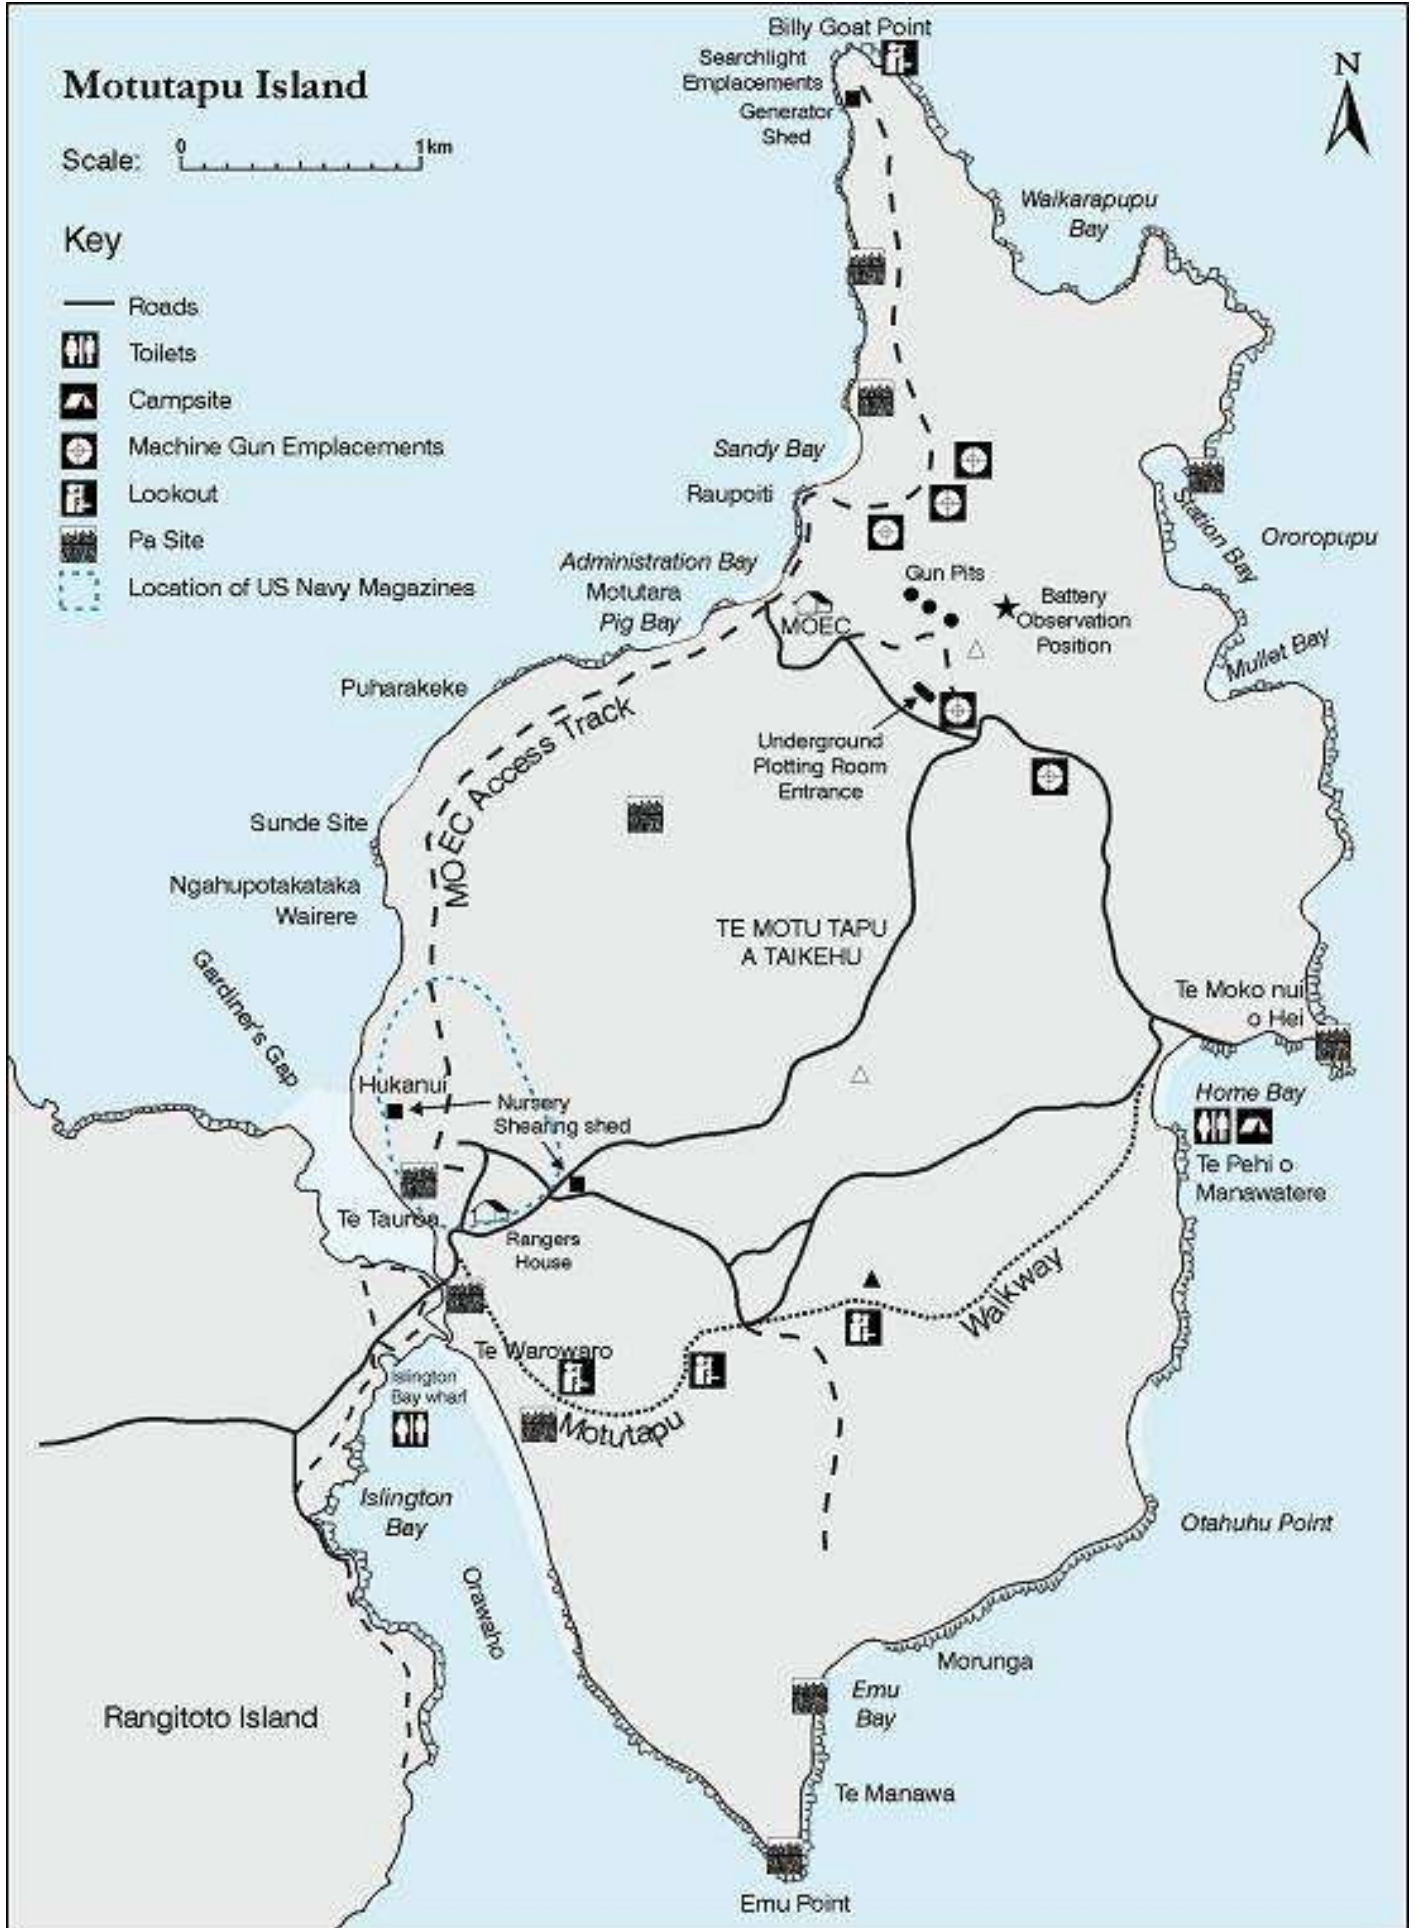 Billy Goat Point
Searchlight
Emplacements
Generator
Shed
N
Motutapu Island
Scale:
0
1 km
Key
Roads
Toilets
Campsite
Machine Gun Emplacements
Lookout
Pa Site
Location of US Navy Magazines
Waikarapupu
Bay
Sandy Bay
Raupoiti
Station Bay
Ororopupu
Administration Bay
Motutara
Pig Bay
MOEC
Gun Pits
Battery
Observation
Position
Mullet Bay
Puharakeke
MOEC Access Track
Underground
Plotting Room
Entrance
Sunde Site
Ngahupotakataka
Wairere
TE MOTU TAPU
A TAIKEHU
Gardiner's Gap
Te Moko nui
o Hei
Hukanui
Nursery
Shearing shed
Home Bay
Te Pehi o
Manawatere
Te Tauroa
Rangers
House
Walkway
Te Warowaro
Islington
Bay wharf
Motutapu
Islington
Bay
Otahuhu Point
Orawaho
Morunga
Rangitoto Island
Emu
Bay
Te Manawa
Emu Point